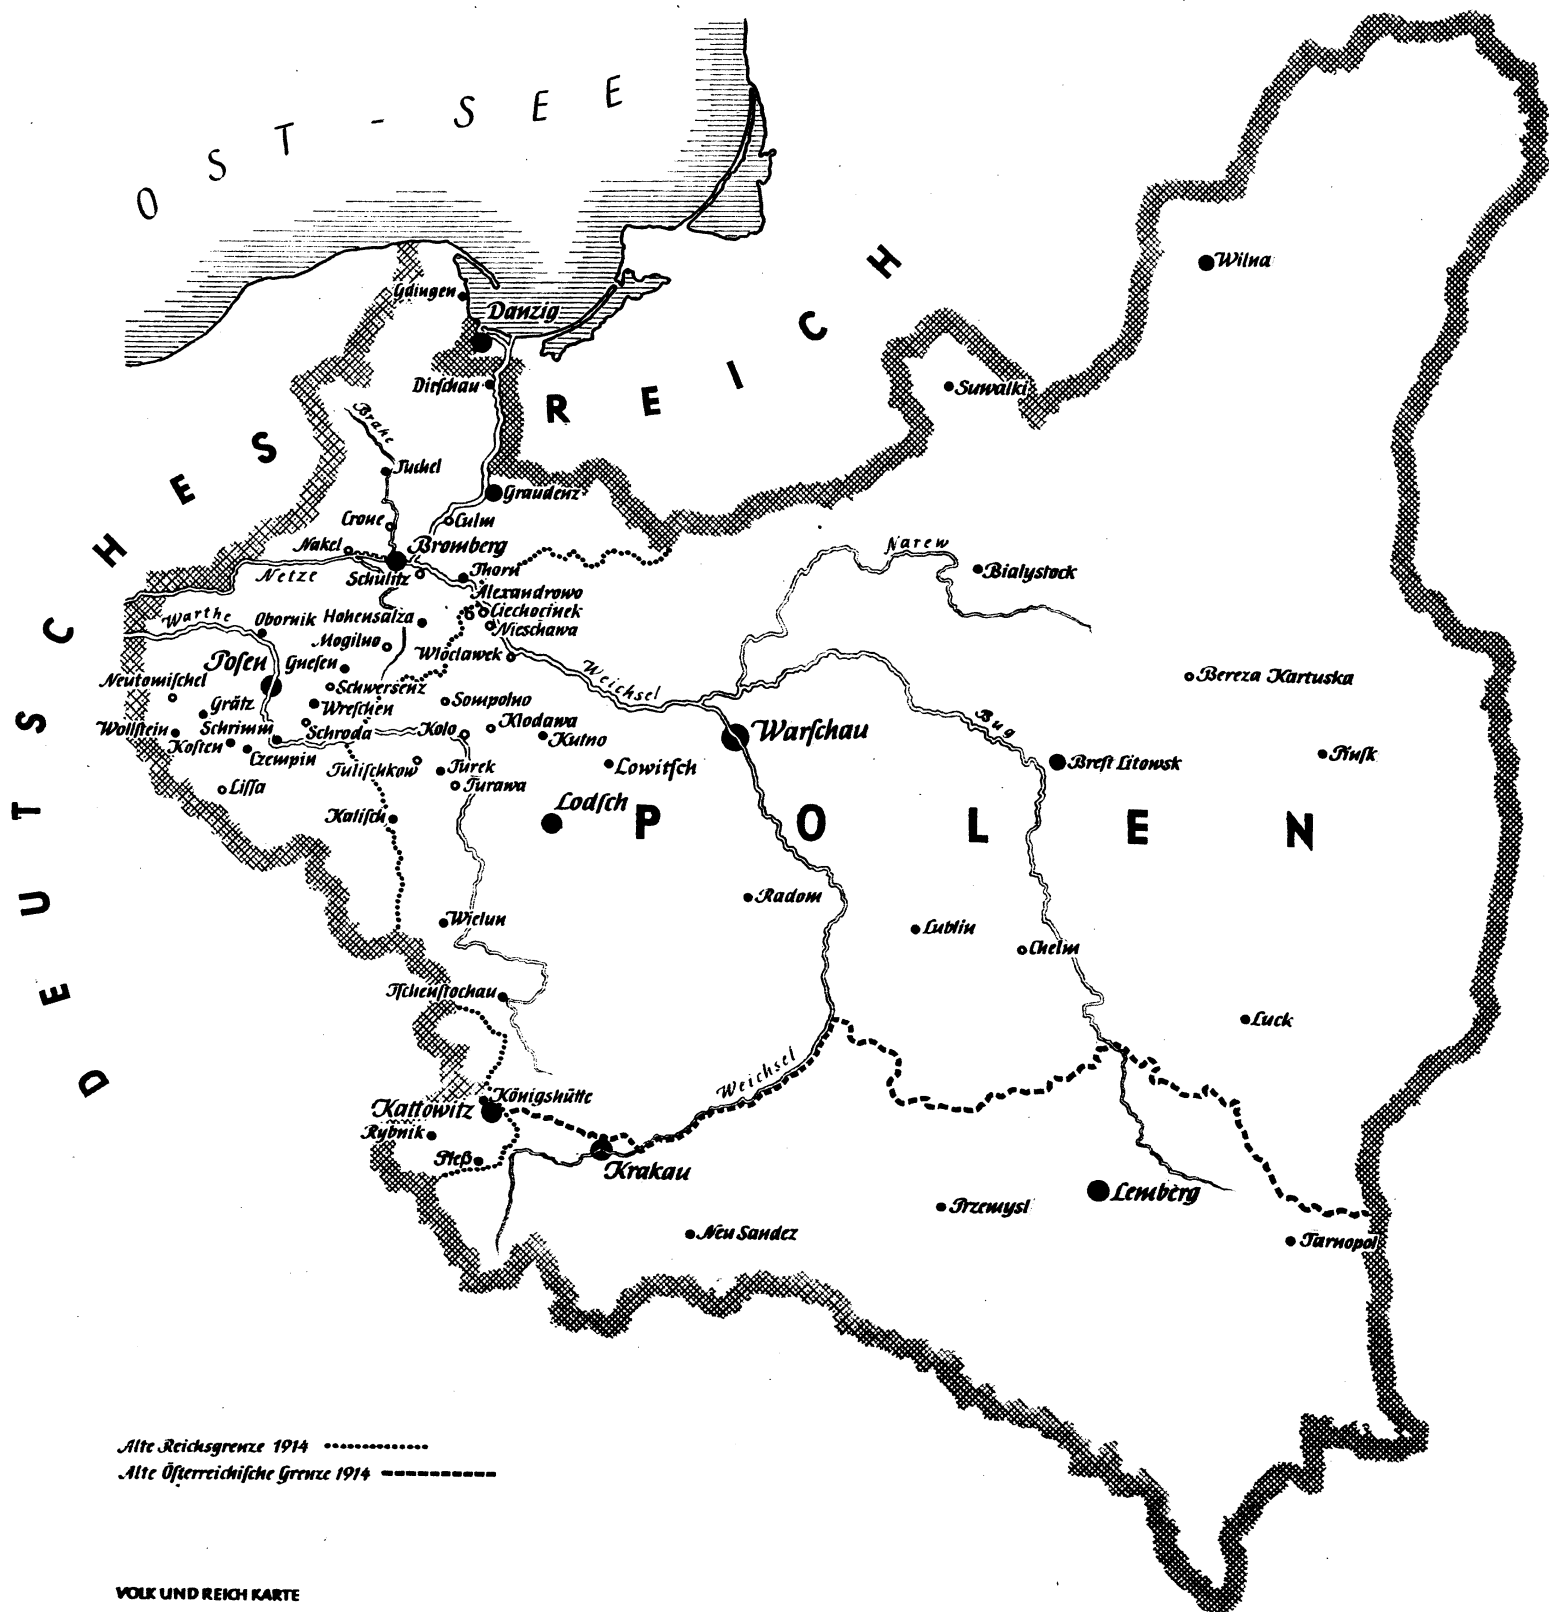 OST-SEE
DEUTSCHES REICH
Wilna
Gdingen
Danzig
Dirſchau
Suwalki
Brahe
Tuchel
Graudenz
Crone
Culm
Nakel
Bromberg
Narew
Netze
Schulitz
Thorn
Bialystock
Alexandrowo
Warthe
Obornik
Hohensalza
Ciechocinek
Nieschawa
Mogilno
Wloclawek
Poſen
Gneſen
Weichsel
Neutomiſchel
Schwersenz
Bereza Kartuska
Grätz
Wreſchen
Sompolno
Wollſtein
Schrimm
Schroda
Kolo
Klodawa
Bug
Warſchau
Koſten
Czempin
Kutno
Tuliſchkow
Turek
Lowitſch
Breſt Litowsk
Pinſk
Liſſa
Turawa
Lodſch
POLEN
Kaliſch
Radom
Wielun
Lublin
Chelm
Tſchenſtochau
Luck
Weichsel
Königshütte
Kattowitz
Rybnik
Pleß
Krakau
Lemberg
Przemysl
Neu Sandez
Tarnopol
Alte Reichsgrenze 1914
Alte Öſterreichiſche Grenze 1914
VOLK UND REICH KARTE